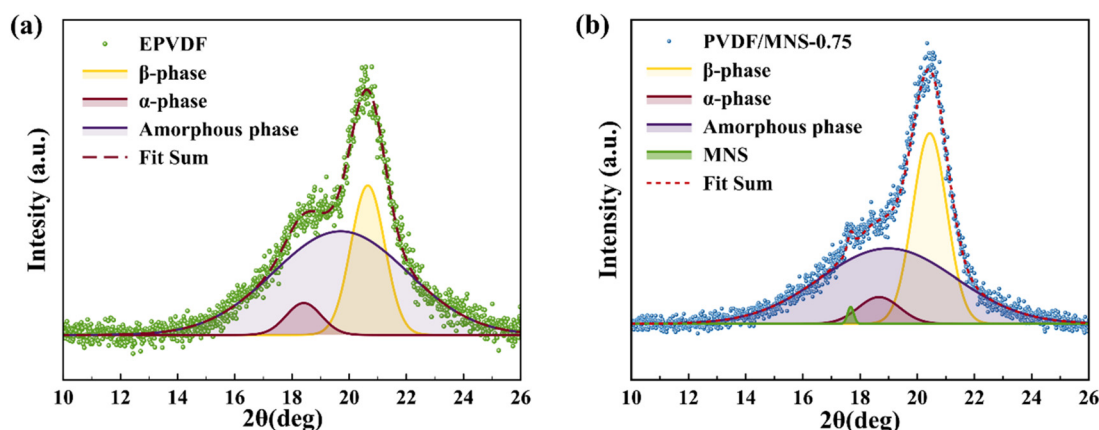 (a)
EPVDF
β-phase
α-phase
Amorphous phase
Fit Sum
Intesity (a.u.)
10 12 14 16 18 20 22 24 26
2θ(deg)
(b)
PVDF/MNS-0.75
β-phase
α-phase
Amorphous phase
MNS
Fit Sum
Intensity (a.u.)
10 12 14 16 18 20 22 24 26
2θ(deg)